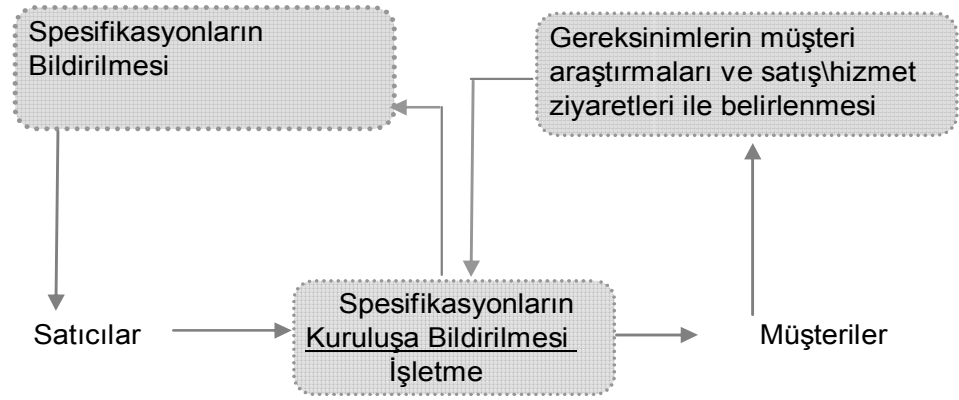 Spesifikasyonların
Bildirilmesi
Gereksinimlerin müşteri
araştırmaları ve satış\hizmet
ziyaretleri ile belirlenmesi
Satıcılar
Spesifikasyonların
Kuruluşa Bildirilmesi
İşletme
Müşteriler